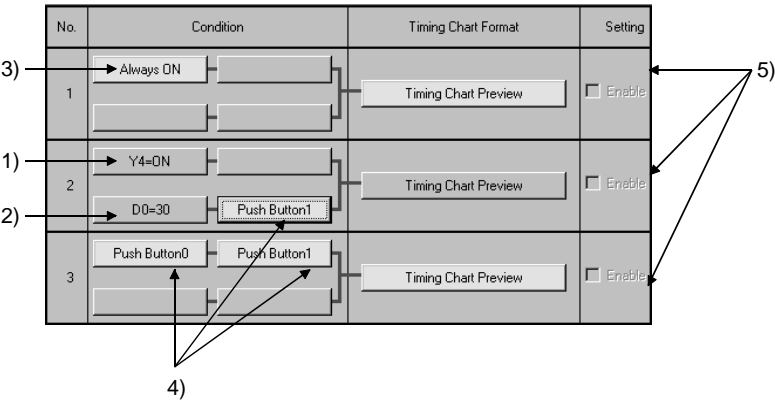 No. Condition Timing Chart Format Setting
3) Always ON
1 Timing Chart Preview Enable 5)
1) Y4=ON
2 Timing Chart Preview Enable
2) D0=30 Push Button1
Push Button0 Push Button1
3 Timing Chart Preview Enable
4)